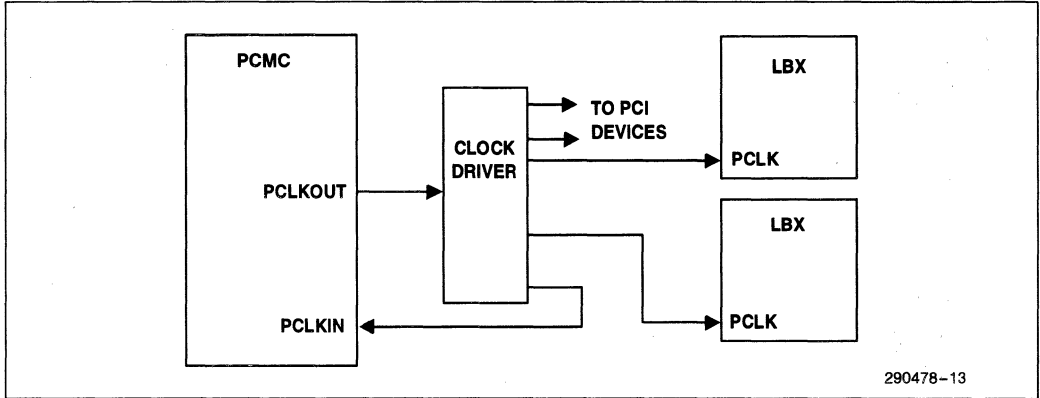 PCMC
LBX
TO PCI
DEVICES
CLOCK
DRIVER
PCLK
PCLKOUT
LBX
PCLKIN
PCLK
290478-13